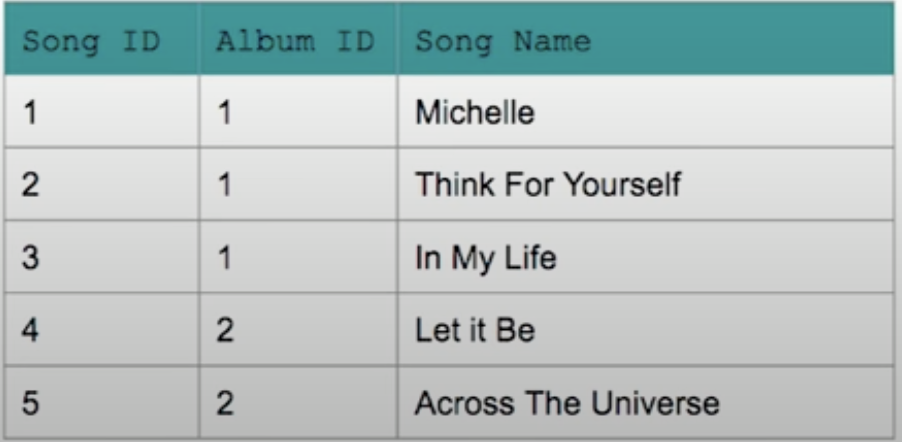 Song ID Album ID Song Name
1 1 Michelle
2 1 Think For Yourself
3 1 In My Life
4 2 Let it Be
5 2 Across The Universe